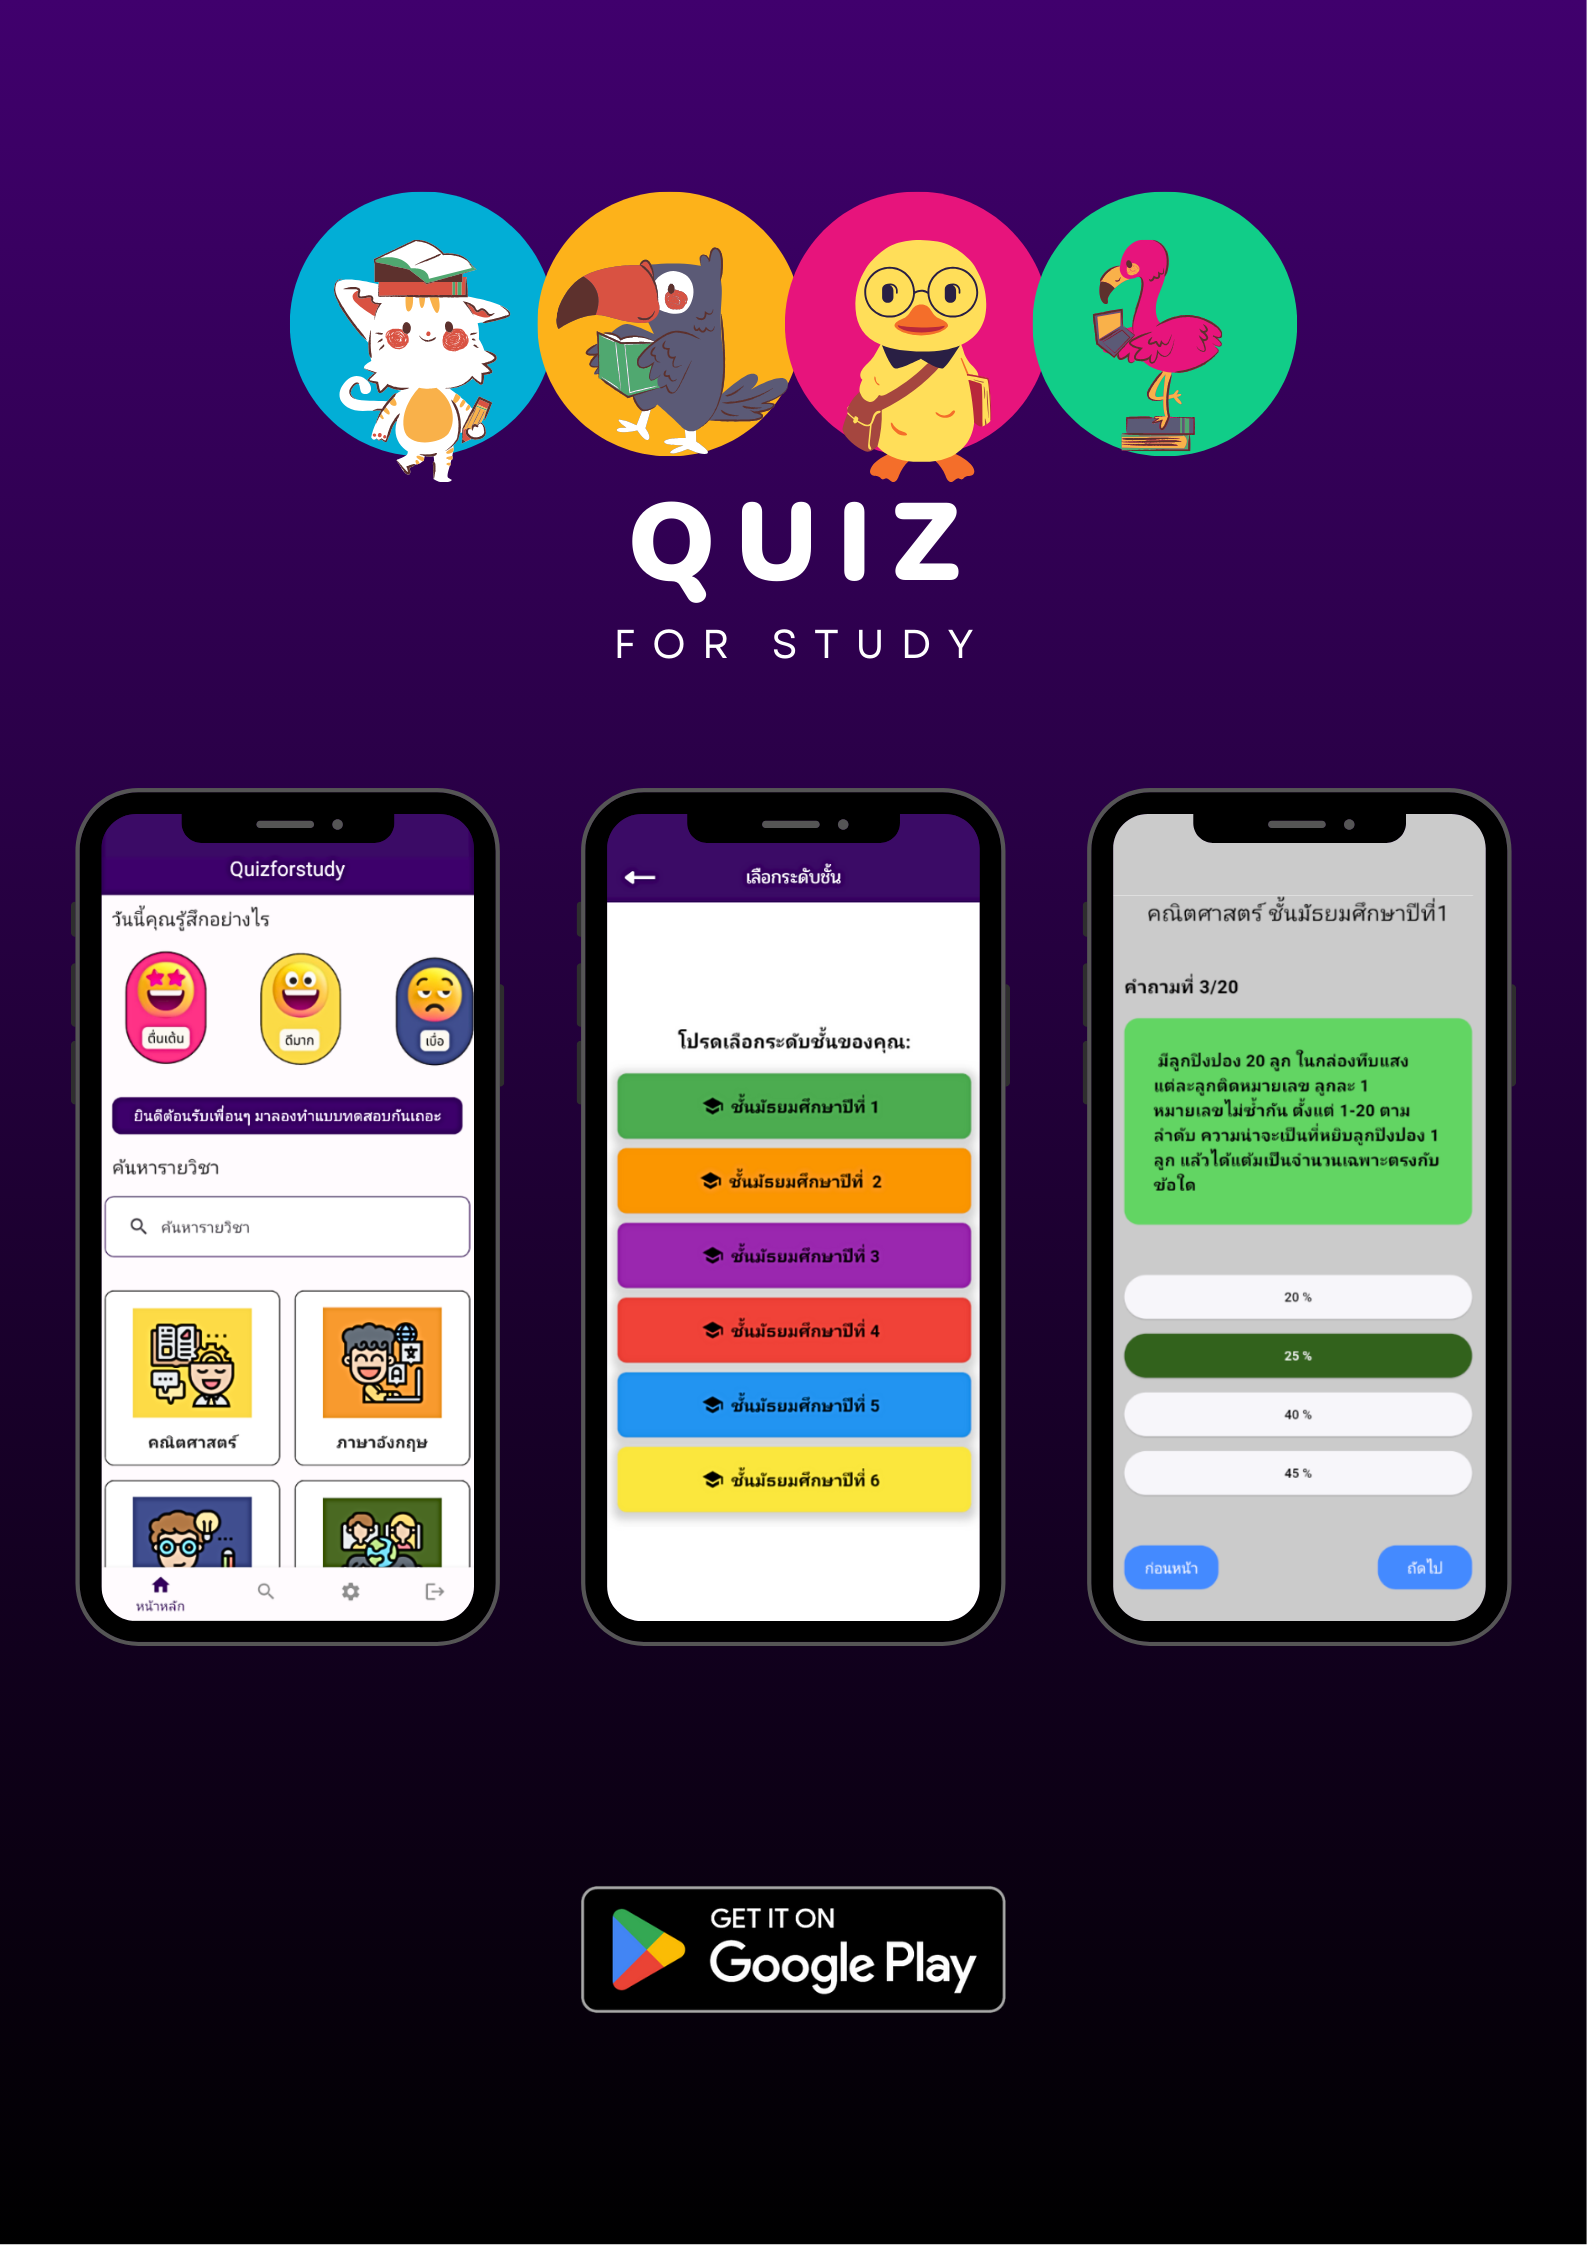 QUIZ
FOR STUDY
Quizforstudy
วันนี้คุณรู้สึกอย่างไร
ตื่นเต้น
ดีมาก
เบื่อ
ยินดีต้อนรับเพื่อนๆ มาลองทำแบบทดสอบกันเถอะ
ค้นหารายวิชา
ค้นหารายวิชา
คณิตศาสตร์
ภาษาอังกฤษ
หน้าหลัก
เลือกระดับชั้น
โปรดเลือกระดับชั้นของคุณ:
ชั้นมัธยมศึกษาปีที่ 1
ชั้นมัธยมศึกษาปีที่ 2
ชั้นมัธยมศึกษาปีที่ 3
ชั้นมัธยมศึกษาปีที่ 4
ชั้นมัธยมศึกษาปีที่ 5
ชั้นมัธยมศึกษาปีที่ 6
คณิตศาสตร์ ชั้นมัธยมศึกษาปีที่1
คำถามที่ 3/20
มีลูกปิงปอง 20 ลูก ในกล่องทึบแสง
แต่ละลูกติดหมายเลข ลูกละ 1
หมายเลขไม่ซ้ำกัน ตั้งแต่ 1-20 ตาม
ลำดับ ความน่าจะเป็นที่หยิบลูกปิงปอง 1
ลูก แล้วได้แต้มเป็นจำนวนเฉพาะตรงกับ
ข้อใด
20 %
25 %
40 %
45 %
ก่อนหน้า
ถัดไป
GET IT ON
Google Play